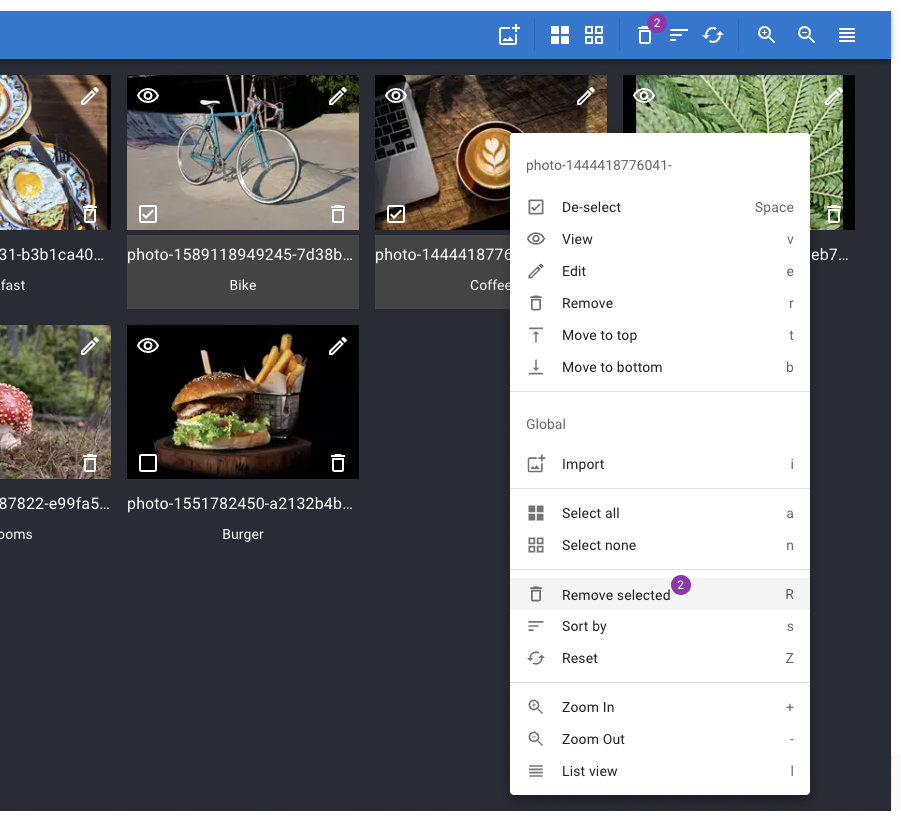 2
31-b3b1ca40…
fast
photo-1589118949245-7d38b…
Bike
photo-1444418776
Coffee
eb7…
87822-e99fa5…
ooms
photo-1551782450-a2132b4b…
Burger
photo-1444418776041-
De-select Space
View v
Edit e
Remove r
Move to top t
Move to bottom b
Global
Import i
Select all a
Select none n
Remove selected 2 R
Sort by s
Reset Z
Zoom In +
Zoom Out -
List view l